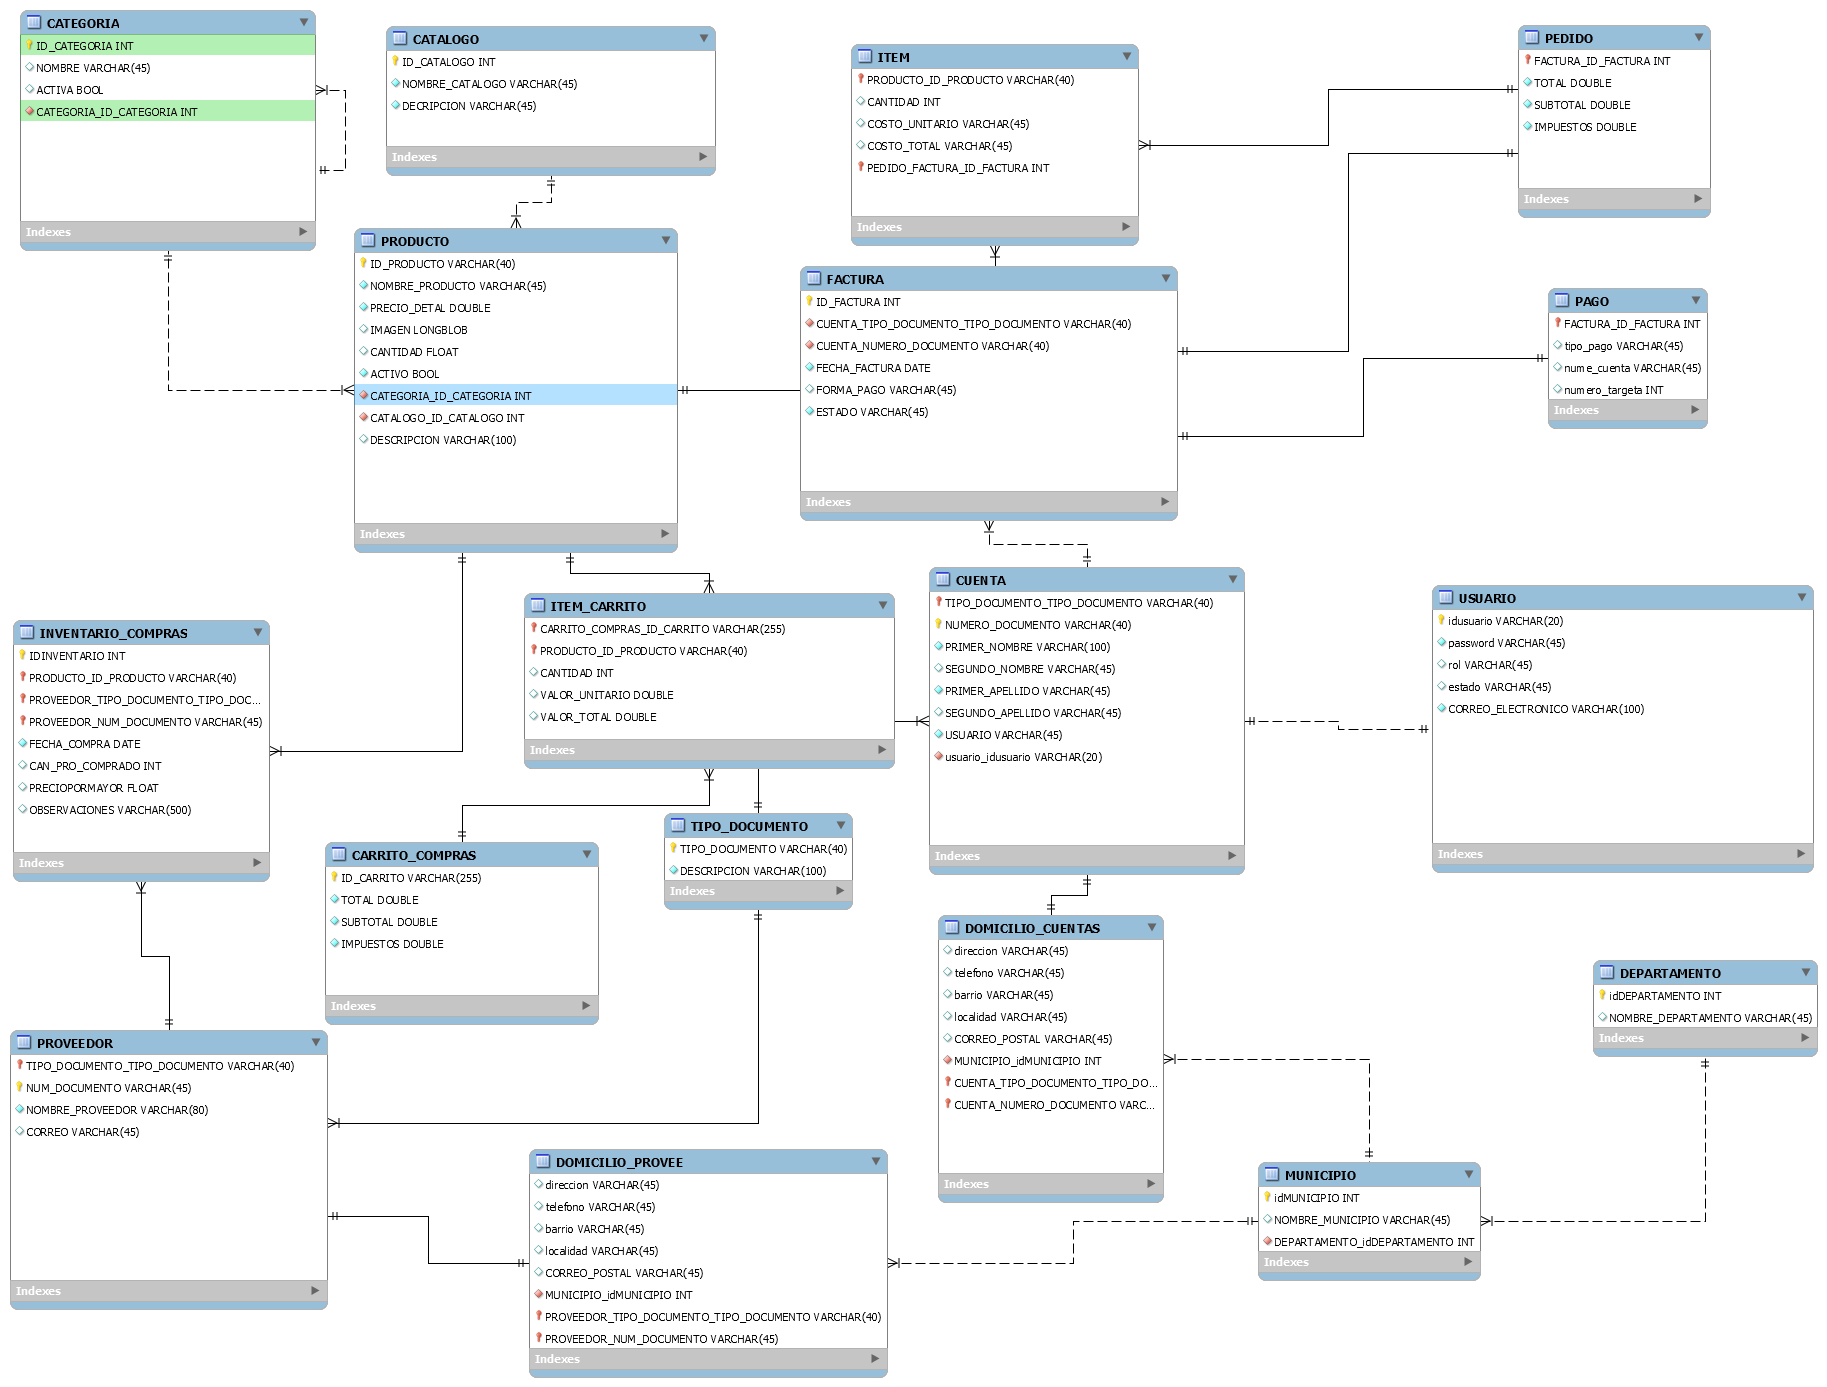 CATEGORIA
ID_CATEGORIA INT
NOMBRE VARCHAR(45)
ACTIVA BOOL
CATEGORIA_ID_CATEGORIA INT
Indexes
CATALOGO
ID_CATALOGO INT
NOMBRE_CATALOGO VARCHAR(45)
DECRIPCION VARCHAR(45)
Indexes
ITEM
PRODUCTO_ID_PRODUCTO VARCHAR(40)
CANTIDAD INT
COSTO_UNITARIO VARCHAR(45)
COSTO_TOTAL VARCHAR(45)
PEDIDO_FACTURA_ID_FACTURA INT
Indexes
PEDIDO
FACTURA_ID_FACTURA INT
TOTAL DOUBLE
SUBTOTAL DOUBLE
IMPUESTOS DOUBLE
Indexes
PRODUCTO
ID_PRODUCTO VARCHAR(40)
NOMBRE_PRODUCTO VARCHAR(45)
PRECIO_DETAL DOUBLE
IMAGEN LONGBLOB
CANTIDAD FLOAT
ACTIVO BOOL
CATEGORIA_ID_CATEGORIA INT
CATALOGO_ID_CATALOGO INT
DESCRIPCION VARCHAR(100)
Indexes
FACTURA
ID_FACTURA INT
CUENTA_TIPO_DOCUMENTO_TIPO_DOCUMENTO VARCHAR(40)
CUENTA_NUMERO_DOCUMENTO VARCHAR(40)
FECHA_FACTURA DATE
FORMA_PAGO VARCHAR(45)
ESTADO VARCHAR(45)
Indexes
PAGO
FACTURA_ID_FACTURA INT
tipo_pago VARCHAR(45)
nume_cuenta VARCHAR(45)
numero_targeta INT
Indexes
INVENTARIO_COMPRAS
IDINVENTARIO INT
PRODUCTO_ID_PRODUCTO VARCHAR(40)
PROVEEDOR_TIPO_DOCUMENTO_TIPO_DOC...
PROVEEDOR_NUM_DOCUMENTO VARCHAR(45)
FECHA_COMPRA DATE
CAN_PRO_COMPRADO INT
PRECIOPORMAYOR FLOAT
OBSERVACIONES VARCHAR(500)
Indexes
ITEM_CARRITO
CARRITO_COMPRAS_ID_CARRITO VARCHAR(255)
PRODUCTO_ID_PRODUCTO VARCHAR(40)
CANTIDAD INT
VALOR_UNITARIO DOUBLE
VALOR_TOTAL DOUBLE
Indexes
CUENTA
TIPO_DOCUMENTO_TIPO_DOCUMENTO VARCHAR(40)
NUMERO_DOCUMENTO VARCHAR(40)
PRIMER_NOMBRE VARCHAR(100)
SEGUNDO_NOMBRE VARCHAR(45)
PRIMER_APELLIDO VARCHAR(45)
SEGUNDO_APELLIDO VARCHAR(45)
USUARIO VARCHAR(45)
usuario_idusuario VARCHAR(20)
Indexes
USUARIO
idusuario VARCHAR(20)
password VARCHAR(45)
rol VARCHAR(45)
estado VARCHAR(45)
CORREO_ELECTRONICO VARCHAR(100)
Indexes
CARRITO_COMPRAS
ID_CARRITO VARCHAR(255)
TOTAL DOUBLE
SUBTOTAL DOUBLE
IMPUESTOS DOUBLE
Indexes
TIPO_DOCUMENTO
TIPO_DOCUMENTO VARCHAR(40)
DESCRIPCION VARCHAR(100)
Indexes
DOMICILIO_CUENTAS
direccion VARCHAR(45)
telefono VARCHAR(45)
barrio VARCHAR(45)
localidad VARCHAR(45)
CORREO_POSTAL VARCHAR(45)
MUNICIPIO_idMUNICIPIO INT
CUENTA_TIPO_DOCUMENTO_TIPO_DO...
CUENTA_NUMERO_DOCUMENTO VARC...
Indexes
DEPARTAMENTO
idDEPARTAMENTO INT
NOMBRE_DEPARTAMENTO VARCHAR(45)
Indexes
PROVEEDOR
TIPO_DOCUMENTO_TIPO_DOCUMENTO VARCHAR(40)
NUM_DOCUMENTO VARCHAR(45)
NOMBRE_PROVEEDOR VARCHAR(80)
CORREO VARCHAR(45)
Indexes
DOMICILIO_PROVEE
direccion VARCHAR(45)
telefono VARCHAR(45)
barrio VARCHAR(45)
localidad VARCHAR(45)
CORREO_POSTAL VARCHAR(45)
MUNICIPIO_idMUNICIPIO INT
PROVEEDOR_TIPO_DOCUMENTO_TIPO_DOCUMENTO VARCHAR(40)
PROVEEDOR_NUM_DOCUMENTO VARCHAR(45)
Indexes
MUNICIPIO
idMUNICIPIO INT
NOMBRE_MUNICIPIO VARCHAR(45)
DEPARTAMENTO_idDEPARTAMENTO INT
Indexes